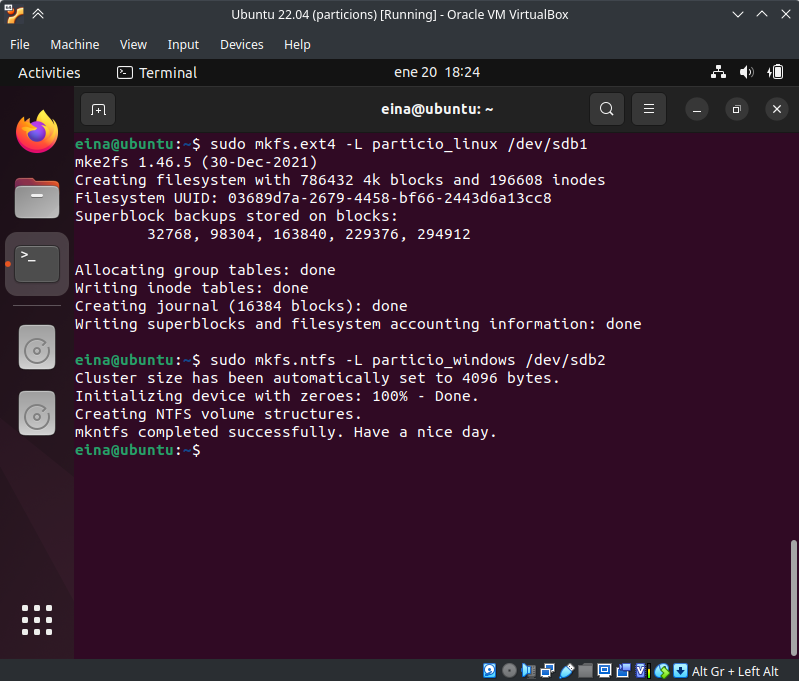 Ubuntu 22.04 (particions) [Running] - Oracle VM VirtualBox
File Machine View Input Devices Help
Activities Terminal ene 20 18:24
eina@ubuntu: ~
eina@ubuntu:~$ sudo mkfs.ext4 -L particio_linux /dev/sdb1
mke2fs 1.46.5 (30-Dec-2021)
Creating filesystem with 786432 4k blocks and 196608 inodes
Filesystem UUID: 03689d7a-2679-4458-bf66-2443d6a13cc8
Superblock backups stored on blocks:
32768, 98304, 163840, 229376, 294912
Allocating group tables: done
Writing inode tables: done
Creating journal (16384 blocks): done
Writing superblocks and filesystem accounting information: done
eina@ubuntu:~$ sudo mkfs.ntfs -L particio_windows /dev/sdb2
Cluster size has been automatically set to 4096 bytes.
Initializing device with zeroes: 100% - Done.
Creating NTFS volume structures.
mkntfs completed successfully. Have a nice day.
eina@ubuntu:~$
Alt Gr + Left Alt